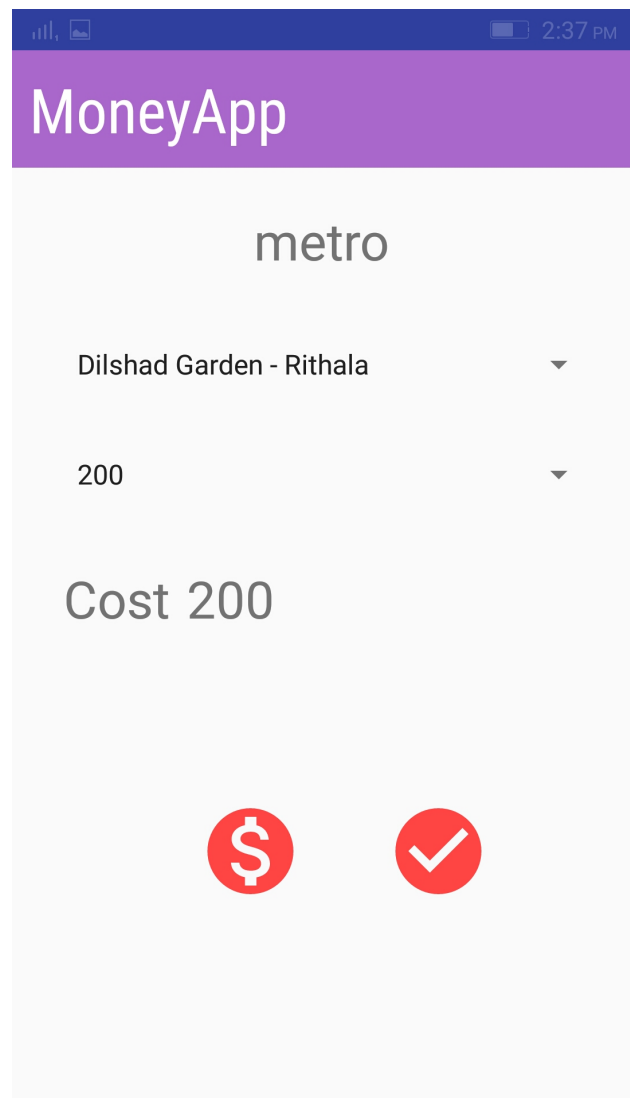 2:37 PM
MoneyApp
metro
Dilshad Garden - Rithala
200
Cost 200
$